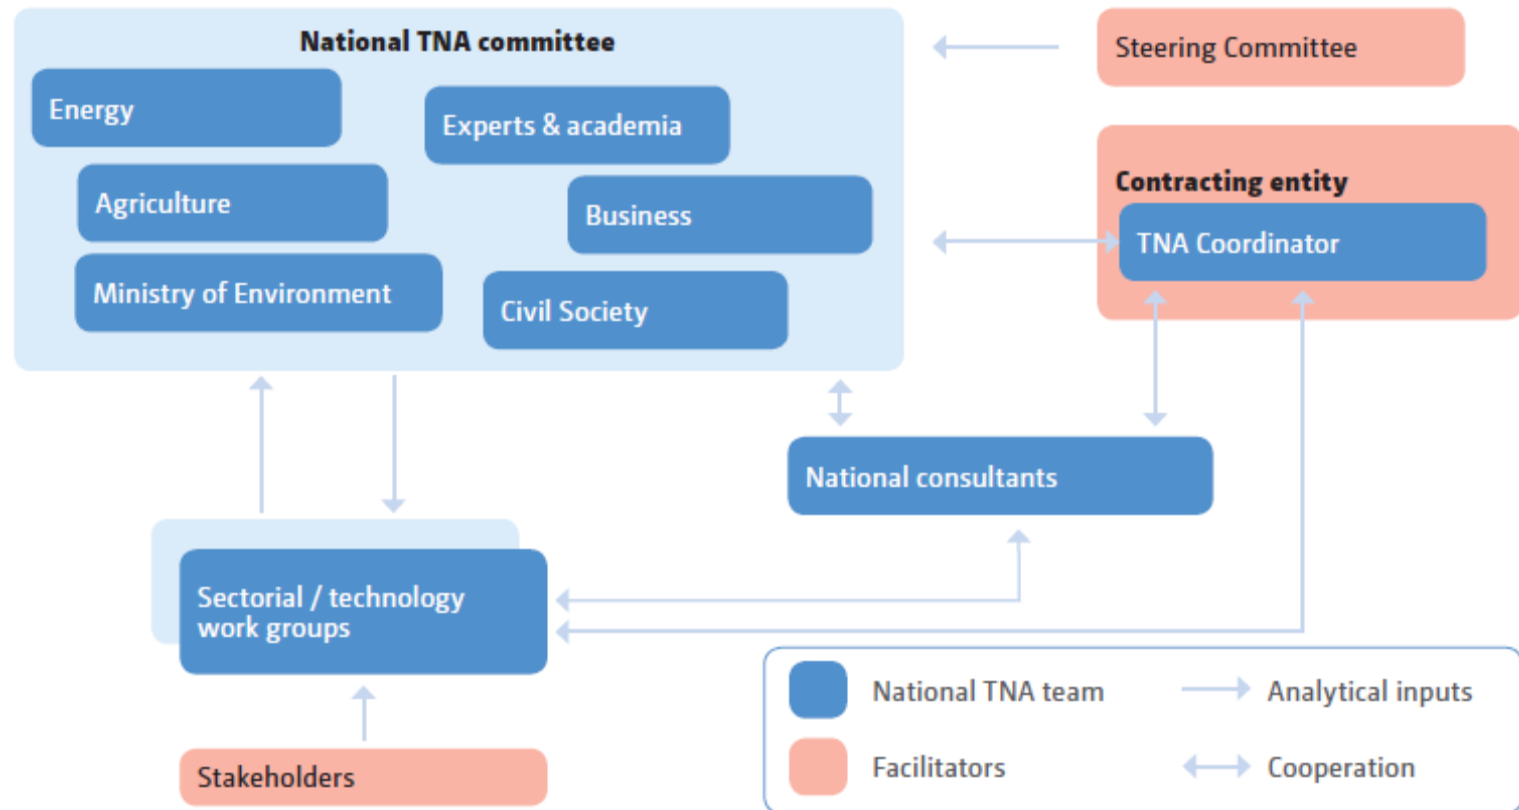 National TNA committee
Energy
Experts & academia
Agriculture
Business
Ministry of Environment
Civil Society
Steering Committee
Contracting entity
TNA Coordinator
National consultants
Sectorial / technology
work groups
Stakeholders
National TNA team
Analytical inputs
Facilitators
Cooperation